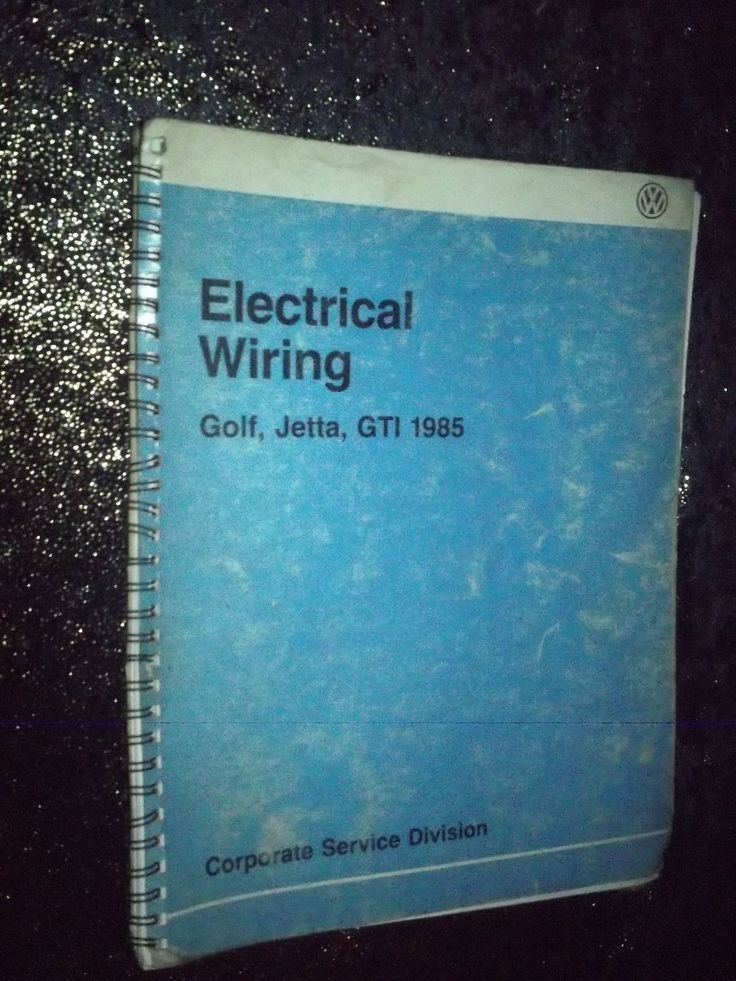 Electrical
Wiring
Golf, Jetta, GTI 1985
Corporate Service Division